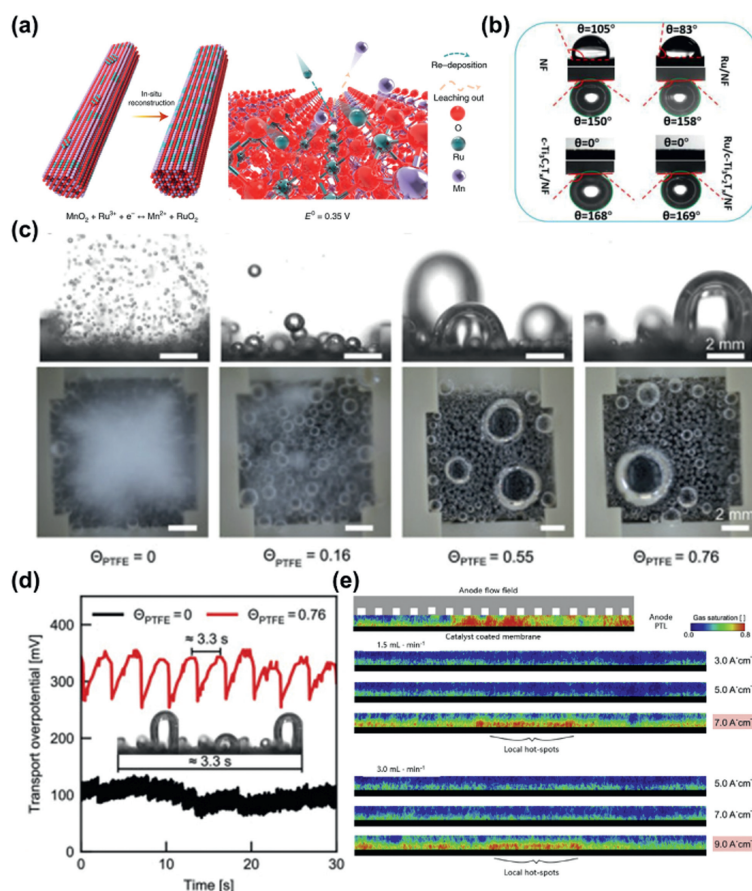 (a)
In-situ
reconstruction
Re-deposition
Leaching out
O
Ru
Mn
MnO₂ + Ru³⁺ + e⁻ ↔ Mn²⁺ + RuO₂
E⁰ = 0.35 V
(b)
θ=105°
θ=83°
NF
Ru/NF
θ=150°
θ=158°
θ=0°
θ=0°
c-Ti₃C₂Tₓ/NF
Ru/c-Ti₃C₂Tₓ/NF
θ=168°
θ=169°
(c)
2 mm
2 mm
Θ_PTFE = 0
Θ_PTFE = 0.16
Θ_PTFE = 0.55
Θ_PTFE = 0.76
(d)
Θ_PTFE = 0
Θ_PTFE = 0.76
≈ 3.3 s
≈ 3.3 s
Transport overpotential [mV]
400
300
200
100
0
0
10
20
30
Time [s]
(e)
Anode flow field
Anode
PTL
Gas saturation [ ]
0.0
0.8
Catalyst coated membrane
1.5 mL · min⁻¹
3.0 A·cm⁻²
5.0 A·cm⁻²
7.0 A·cm⁻²
Local hot-spots
3.0 mL · min⁻¹
5.0 A·cm⁻²
7.0 A·cm⁻²
9.0 A·cm⁻²
Local hot-spots